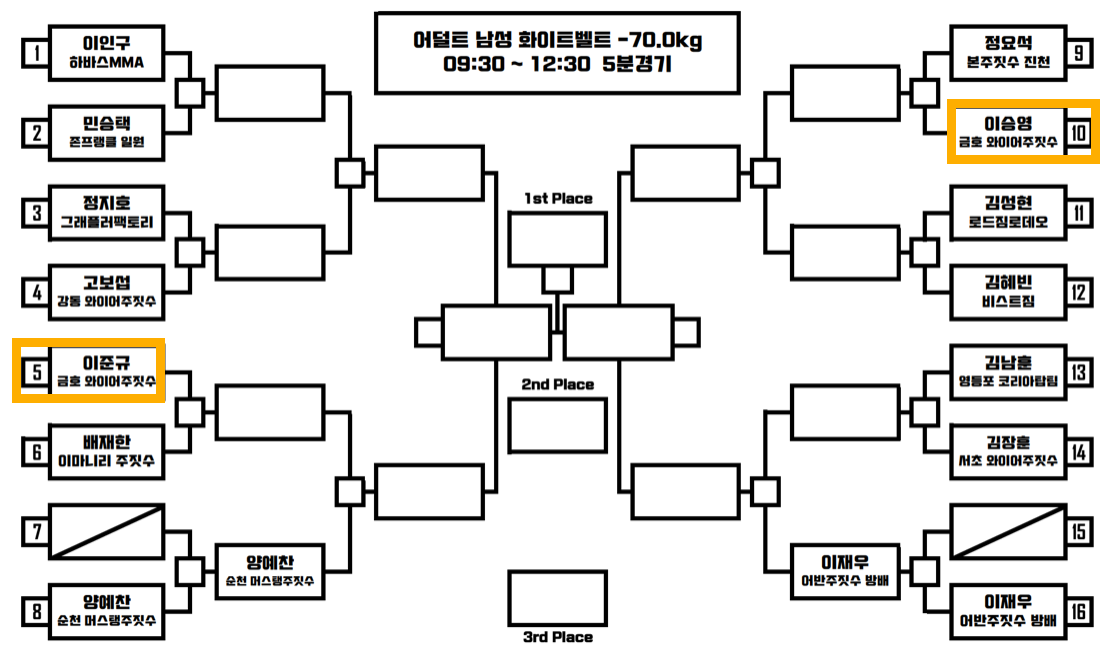 어덜트 남성 화이트벨트 -70.0kg
09:30 ~ 12:30 5분경기
1
이인구
하바스MMA
2
민승택
존프랭클 일원
3
정지호
그래플러팩토리
4
고보섭
강동 와이어주짓수
5
이준규
금호 와이어주짓수
6
배재한
이마니리 주짓수
7
8
양예찬
순천 머스탱주짓수
양예찬
순천 머스탱주짓수
1st Place
2nd Place
3rd Place
이재우
어반주짓수 방배
정요석
본주짓수 진천
9
이승영
금호 와이어주짓수
10
김성현
로드짐로데오
11
김혜빈
비스트짐
12
김남훈
영등포 코리아탑팀
13
김장훈
서초 와이어주짓수
14
15
이재우
어반주짓수 방배
16